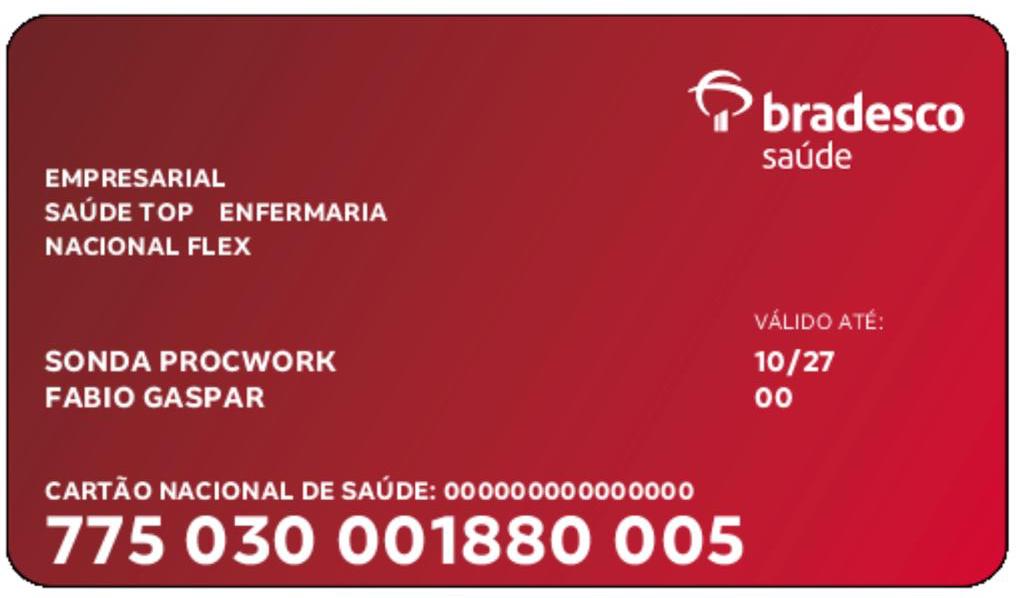 bradesco
saúde
EMPRESARIAL
SAÚDE TOP ENFERMARIA
NACIONAL FLEX
VÁLIDO ATÉ:
SONDA PROCWORK 10/27
FABIO GASPAR 00
CARTÃO NACIONAL DE SAÚDE: 000000000000000
775 030 001880 005